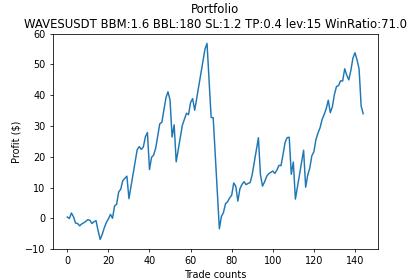 Portfolio
WAVESUSDT BBM:1.6 BBL:180 SL:1.2 TP:0.4 lev:15 WinRatio:71.0
60
50
40
30
20
10
0
−10
Profit ($)
0 20 40 60 80 100 120 140
Trade counts